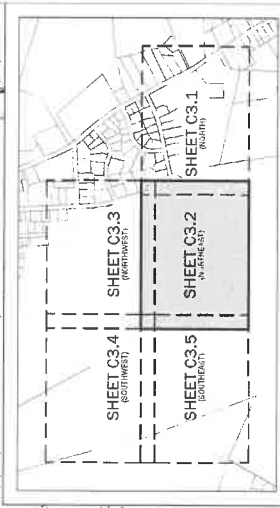 SHEET C3.4
(SOUTHWEST)
SHEET C3.3
(NORTHWEST)
SHEET C3.5
(SOUTHEAST)
SHEET C3.2
(NORTHEAST)
SHEET C3.1
(NORTH)